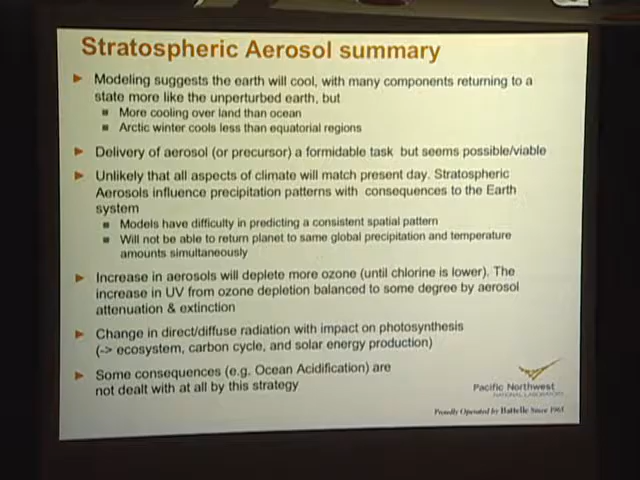 Stratospheric Aerosol summary
Modeling suggests the earth will cool, with many components returning to a
state more like the unperturbed earth, but
More cooling over land than ocean
Arctic winter cools less than equatorial regions
Delivery of aerosol (or precursor) a formidable task but seems possible/viable
Unlikely that all aspects of climate will match present day. Stratospheric
Aerosols influence precipitation patterns with consequences to the Earth
system
Models have difficulty in predicting a consistent spatial pattern
Will not be able to return planet to same global precipitation and temperature
amounts simultaneously
Increase in aerosols will deplete more ozone (until chlorine is lower). The
increase in UV from ozone depletion balanced to some degree by aerosol
attenuation & extinction
Change in direct/diffuse radiation with impact on photosynthesis
(-> ecosystem, carbon cycle, and solar energy production)
Some consequences (e.g. Ocean Acidification) are
not dealt with at all by this strategy
Pacific Northwest
NATIONAL LABORATORY
Proudly Operated by Battelle Since 1965